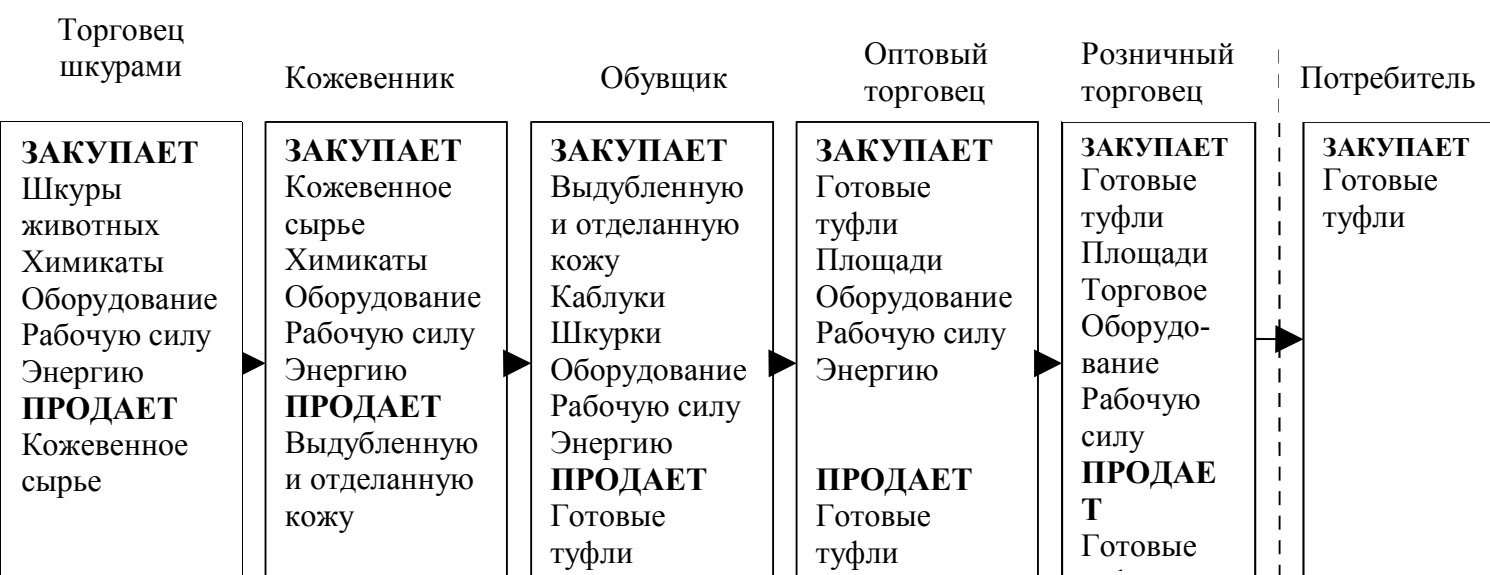 Торговец
шкурами
Кожевенник
Обувщик
Оптовый
торговец
Розничный
торговец
Потребитель
ЗАКУПАЕТ
Шкуры
животных
Химикаты
Оборудование
Рабочую силу
Энергию
ПРОДАЕТ
Кожевенное
сырье
ЗАКУПАЕТ
Кожевенное
сырье
Химикаты
Оборудование
Рабочую силу
Энергию
ПРОДАЕТ
Выдубленную
и отделанную
кожу
ЗАКУПАЕТ
Выдубленную
и отделанную
кожу
Каблуки
Шкурки
Оборудование
Рабочую силу
Энергию
ПРОДАЕТ
Готовые
туфли
ЗАКУПАЕТ
Готовые
туфли
Площади
Оборудование
Рабочую силу
Энергию
ПРОДАЕТ
Готовые
туфли
ЗАКУПАЕТ
Готовые
туфли
Площади
Торговое
Оборудо-
вание
Рабочую
силу
ПРОДАЕ
Т
Готовые
ЗАКУПАЕТ
Готовые
туфли